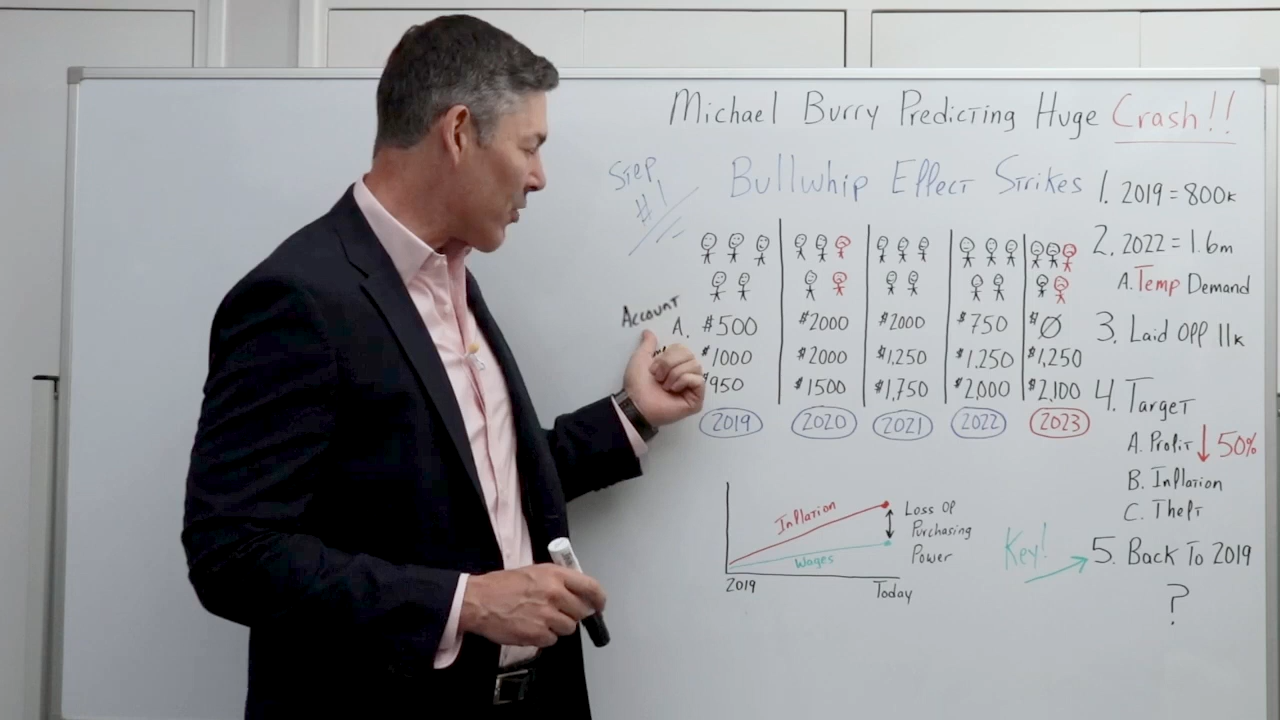 Michael Burry Predicting Huge Crash!!
Step
#1
Bullwhip Effect Strikes
Account
A. $500 $2000 $2000 $750 $0
$1000 $2000 $1,250 $1,250 $1,250
$950 $1500 $1,750 $2,000 $2,100
2019 2020 2021 2022 2023
Inflation
Wages
2019
Today
Loss of
Purchasing
Power
1. 2019 = 800k
2. 2022 = 1.6m
A. Temp Demand
3. Laid off 11k
4. Target
A. Profit ↓ 50%
B. Inflation
C. Theft
Key!
5. Back To 2019
?